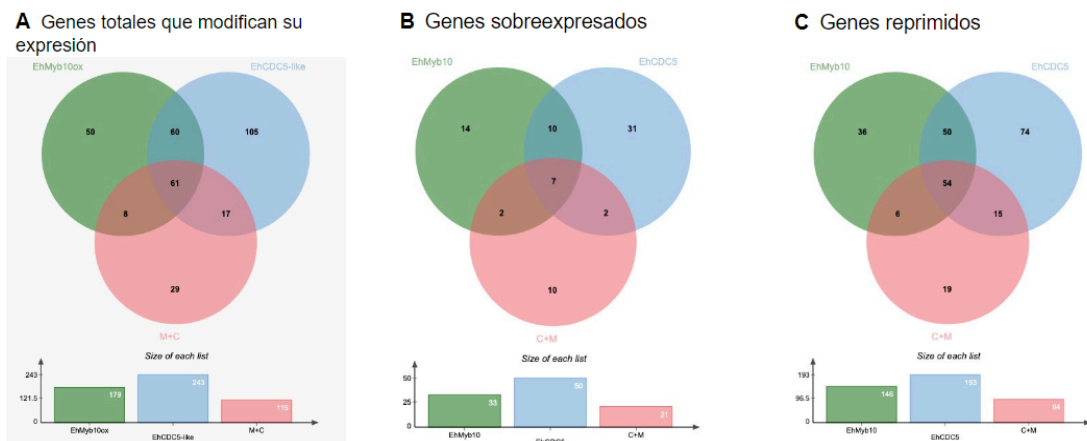 A Genes totales que modifican su
expresión
EhMyb10ox
EhCDC5-like
50
60
105
61
8
17
29
M+C
Size of each list
243
121.5
0
179
243
115
EhMyb10ox
EhCDC5-like
M+C
B Genes sobreexpresados
EhMyb10
EhCDC5
14
10
31
7
2
2
10
C+M
Size of each list
50
25
0
33
50
21
EhMyb10
EhCDC5
C+M
C Genes reprimidos
EhMyb10
EhCDC5
36
50
74
54
6
15
19
C+M
Size of each list
193
96.5
0
146
193
94
EhMyb10
EhCDC5
C+M